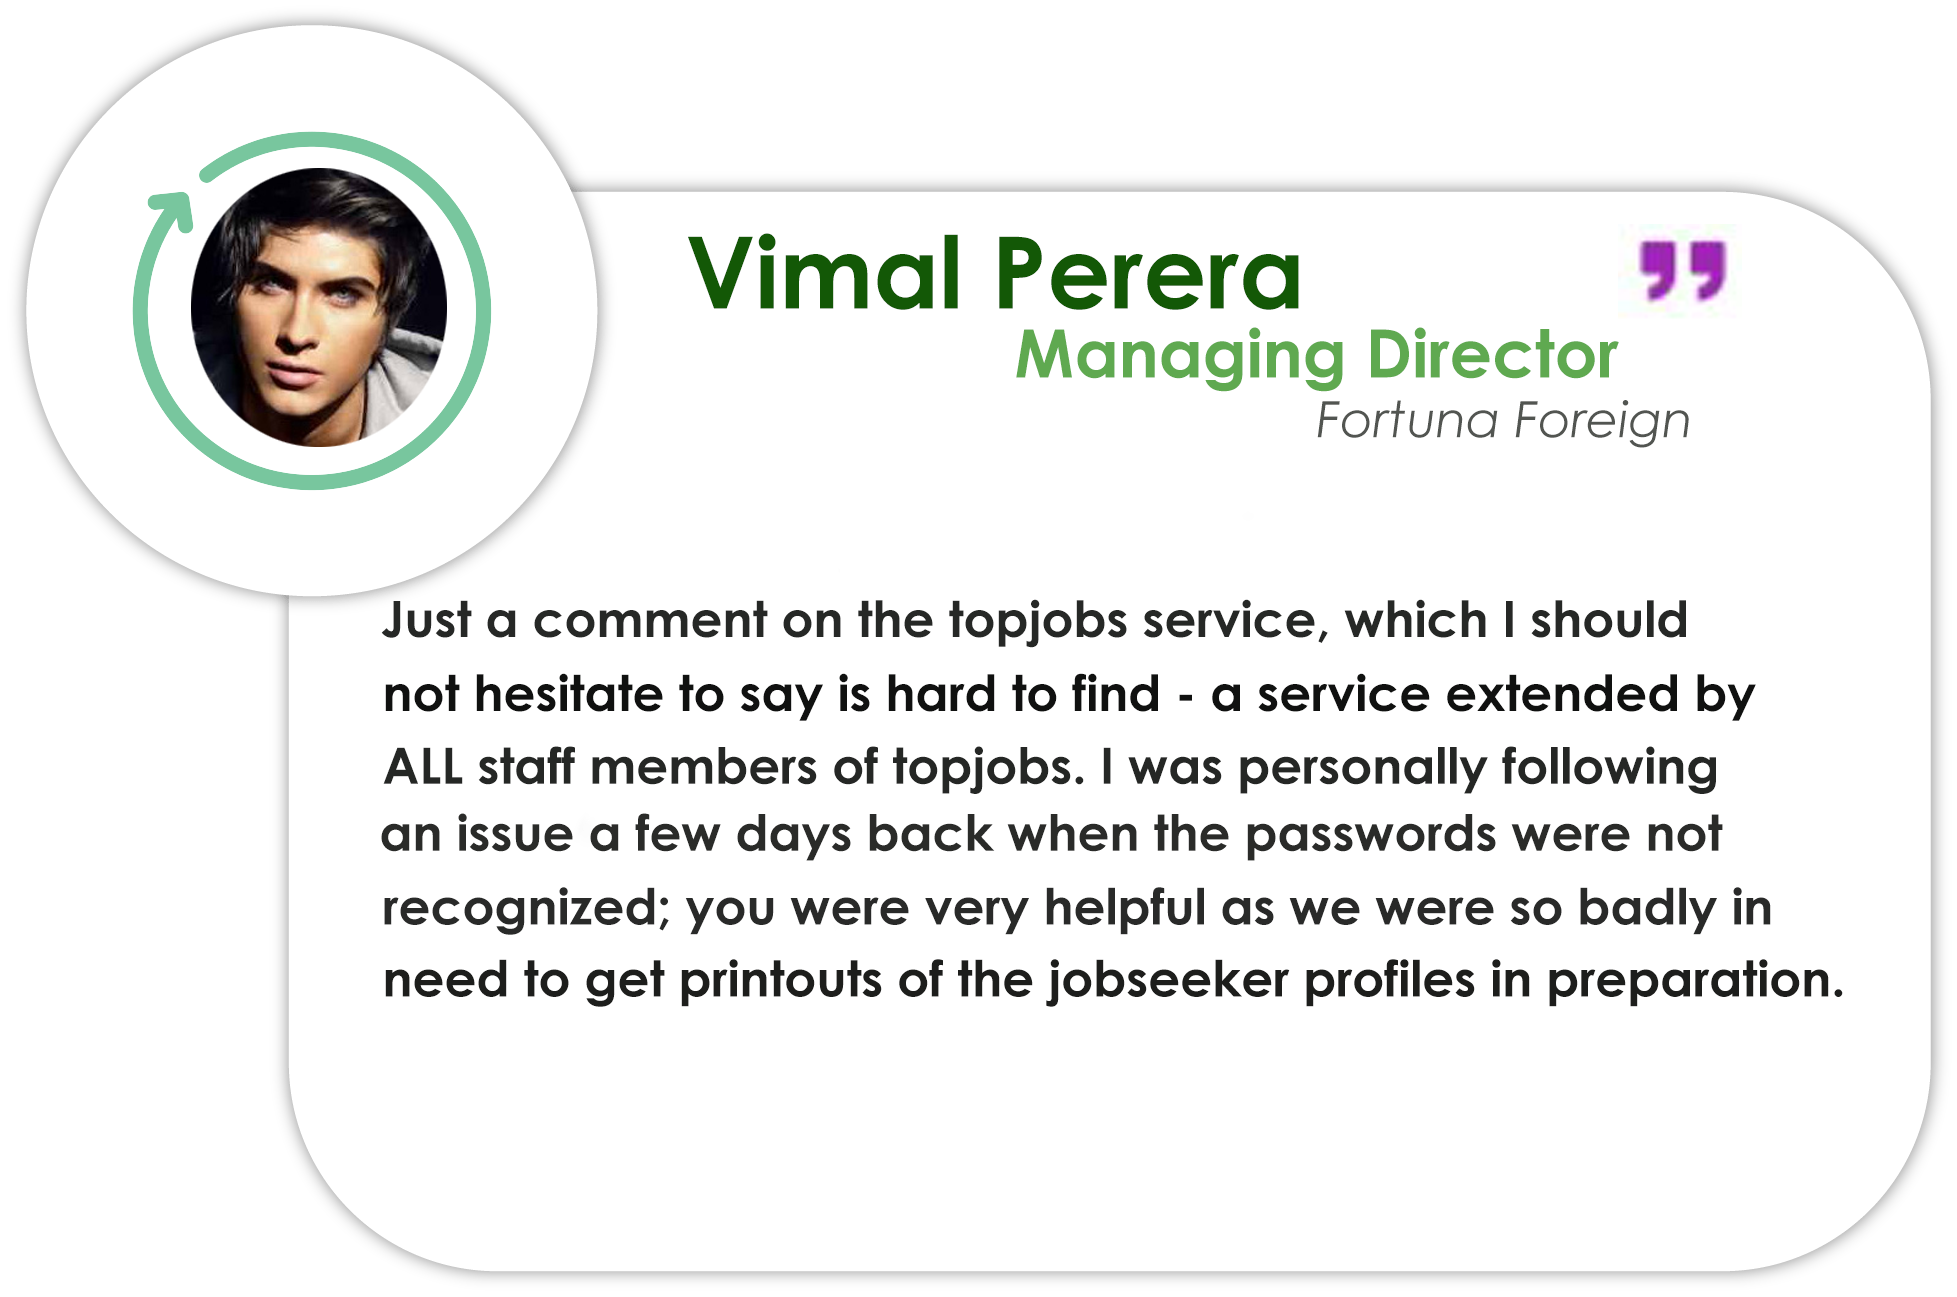 Vimal Perera
”
Managing Director
Fortuna Foreign
Just a comment on the topjobs service, which I should
not hesitate to say is hard to find - a service extended by
ALL staff members of topjobs. I was personally following
an issue a few days back when the passwords were not
recognized; you were very helpful as we were so badly in
need to get printouts of the jobseeker profiles in preparation.